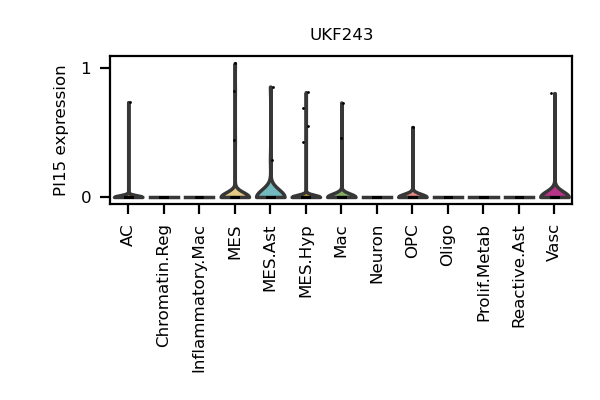 UKF243
PI15 expression
1
0
AC
Chromatin.Reg
Inflammatory.Mac
MES
MES.Ast
MES.Hyp
Mac
Neuron
OPC
Oligo
Prolif.Metab
Reactive.Ast
Vasc